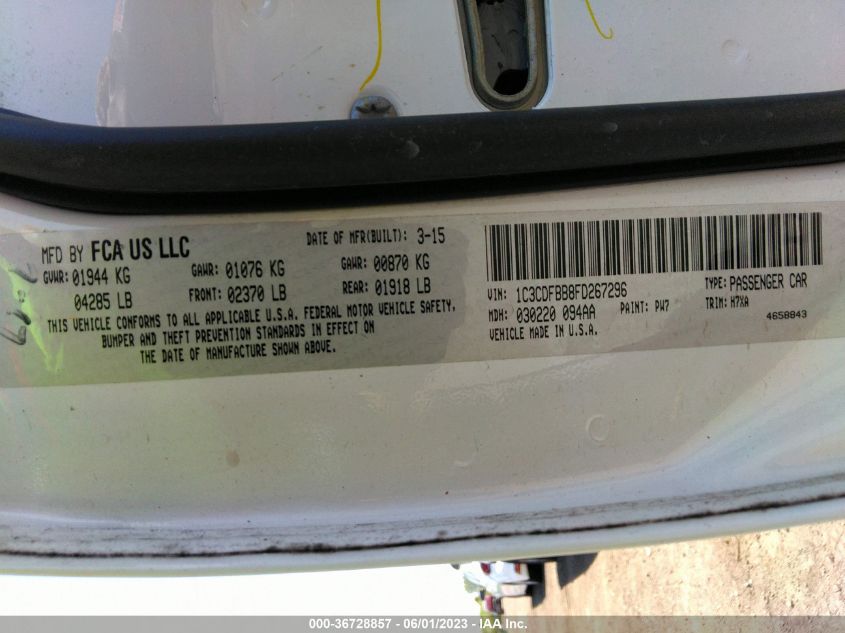 MFD BY FCA US LLC
DATE OF MFR(BUILT): 3-15
GVWR: 01944 KG
GAWR: 01076 KG
GAWR: 00870 KG
04285 LB
FRONT: 02370 LB
REAR: 01918 LB
THIS VEHICLE CONFORMS TO ALL APPLICABLE U.S.A. FEDERAL MOTOR VEHICLE SAFETY,
BUMPER AND THEFT PREVENTION STANDARDS IN EFFECT ON
THE DATE OF MANUFACTURE SHOWN ABOVE.
VIN: 1C3CDFBB8FD267296
TYPE: PASSENGER CAR
MDH: 030220 094AA
PAINT: PW7
TRIM: H7XA
VEHICLE MADE IN U.S.A.
4658843
000-36728857 - 06/01/2023 - IAA Inc.